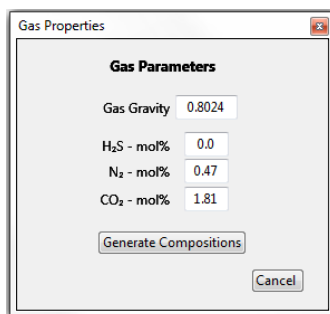 Gas Properties
Gas Parameters
Gas Gravity 0.8024
H₂S - mol% 0.0
N₂ - mol% 0.47
CO₂ - mol% 1.81
Generate Compositions
Cancel